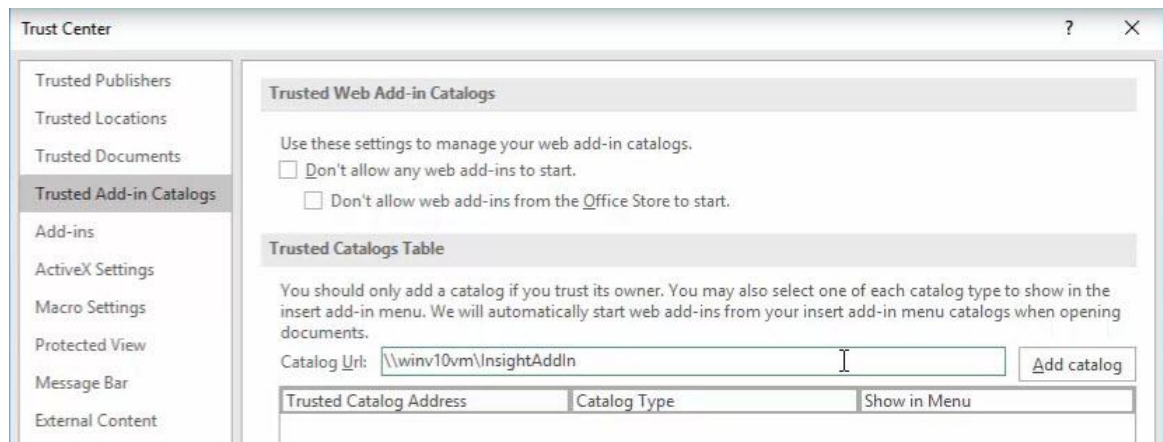 Trust Center
?
Trusted Publishers
Trusted Locations
Trusted Documents
Trusted Add-in Catalogs
Add-ins
ActiveX Settings
Macro Settings
Protected View
Message Bar
External Content
Trusted Web Add-in Catalogs
Use these settings to manage your web add-in catalogs.
Don't allow any web add-ins to start.
Don't allow web add-ins from the Office Store to start.
Trusted Catalogs Table
You should only add a catalog if you trust its owner. You may also select one of each catalog type to show in the
insert add-in menu. We will automatically start web add-ins from your insert add-in menu catalogs when opening
documents.
Catalog Url: \\winv10vm\InsightAddIn Add catalog
Trusted Catalog Address Catalog Type Show in Menu